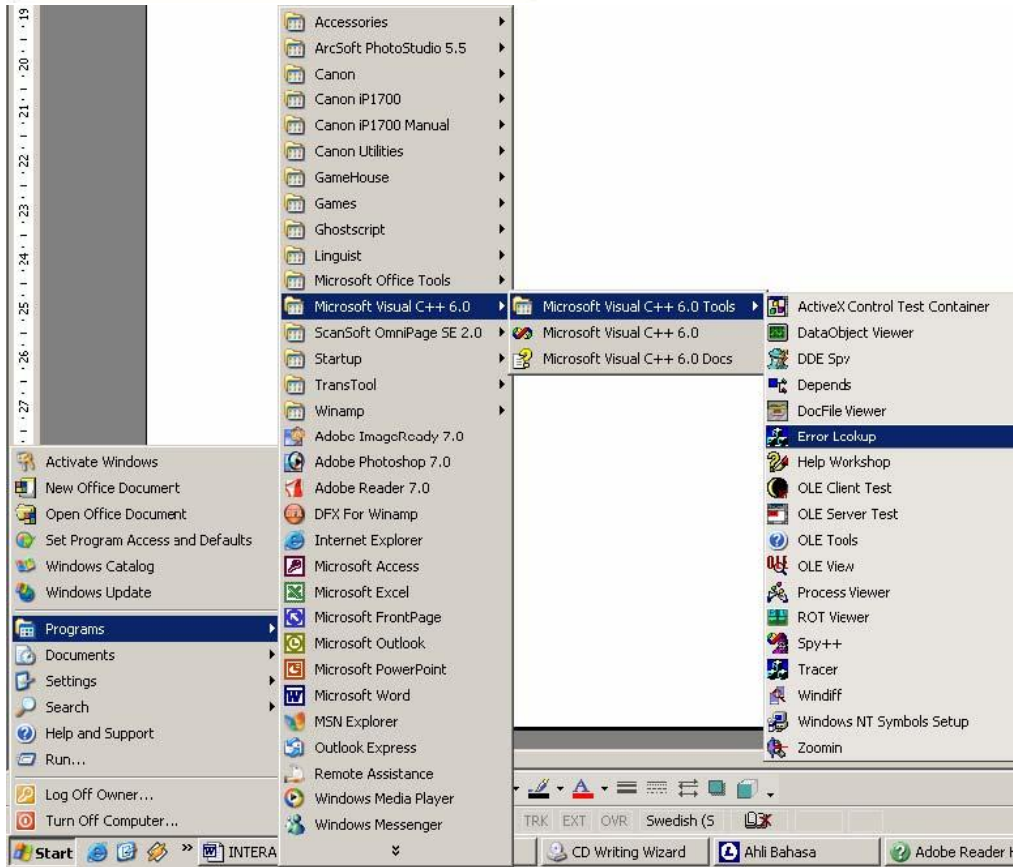 19
20
21
22
23
24
25
26
27
Accessories
ArcSoft PhotoStudio 5.5
Canon
Canon iP1700
Canon iP1700 Manual
Canon Utilities
GameHouse
Games
Ghostscript
Linguist
Microsoft Office Tools
Microsoft Visual C++ 6.0
ScanSoft OmniPage SE 2.0
Startup
TransTool
Winamp
Adobe ImageReady 7.0
Adobe Photoshop 7.0
Adobe Reader 7.0
DFX For Winamp
Internet Explorer
Microsoft Access
Microsoft Excel
Microsoft FrontPage
Microsoft Outlook
Microsoft PowerPoint
Microsoft Word
MSN Explorer
Outlook Express
Remote Assistance
Windows Media Player
Windows Messenger
Microsoft Visual C++ 6.0 Tools
Microsoft Visual C++ 6.0
Microsoft Visual C++ 6.0 Docs
ActiveX Control Test Container
DataObject Viewer
DDE Spy
Depends
DocFile Viewer
Error Lookup
Help Workshop
OLE Client Test
OLE Server Test
OLE Tools
OLE View
Process Viewer
ROT Viewer
Spy++
Tracer
Windiff
Windows NT Symbols Setup
Zoomin
Activate Windows
New Office Document
Open Office Document
Set Program Access and Defaults
Windows Catalog
Windows Update
Programs
Documents
Settings
Search
Help and Support
Run...
Log Off Owner...
Turn Off Computer...
TRK EXT OVR Swedish (S
Start » INTERA CD Writing Wizard Ahli Bahasa Adobe Reader H